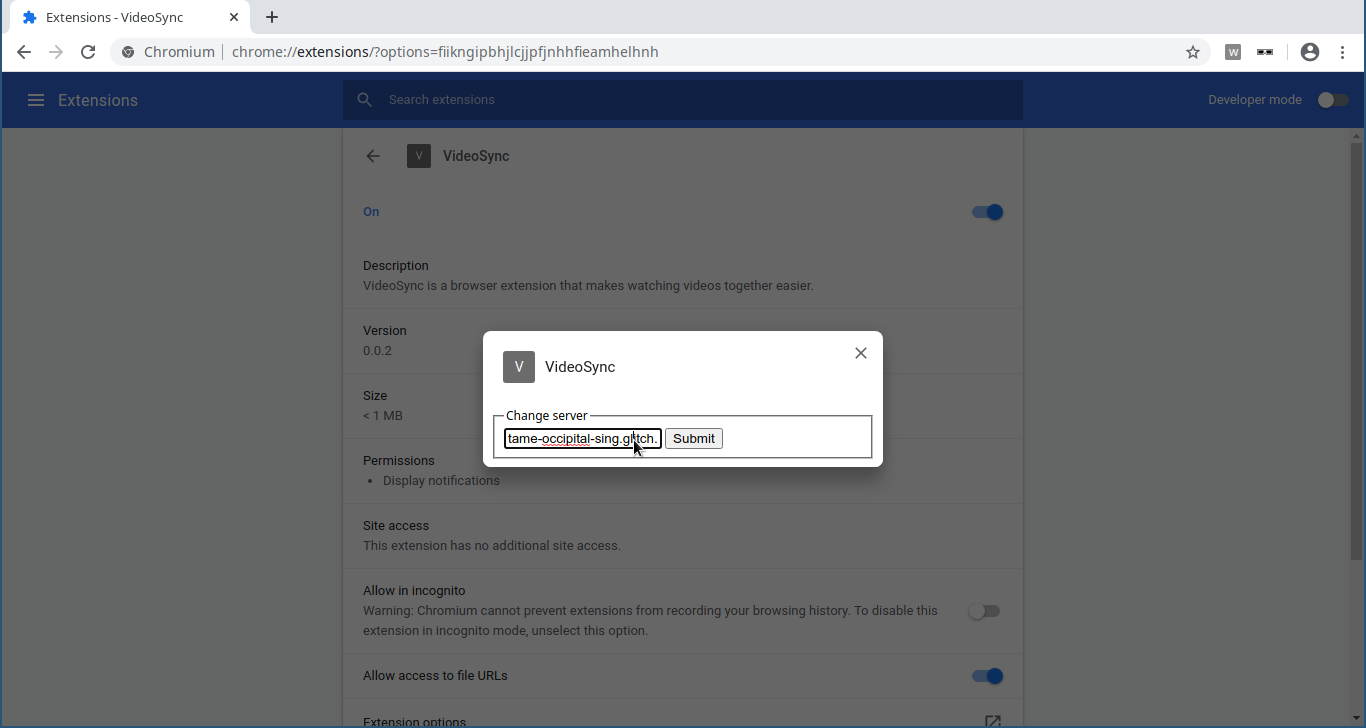 Extensions - VideoSync
Chromium chrome://extensions/?options=fiikngipbhjlcjjpfjnhhfieamhelhnh W
Extensions Search extensions Developer mode
V VideoSync
On
Description
VideoSync is a browser extension that makes watching videos together easier.
Version
0.0.2
Size
< 1 MB
V VideoSync
Change server
tame-occipital-sing.glitch. Submit
Permissions
• Display notifications
Site access
This extension has no additional site access.
Allow in incognito
Warning: Chromium cannot prevent extensions from recording your browsing history. To disable this
extension in incognito mode, unselect this option.
Allow access to file URLs
Extension options